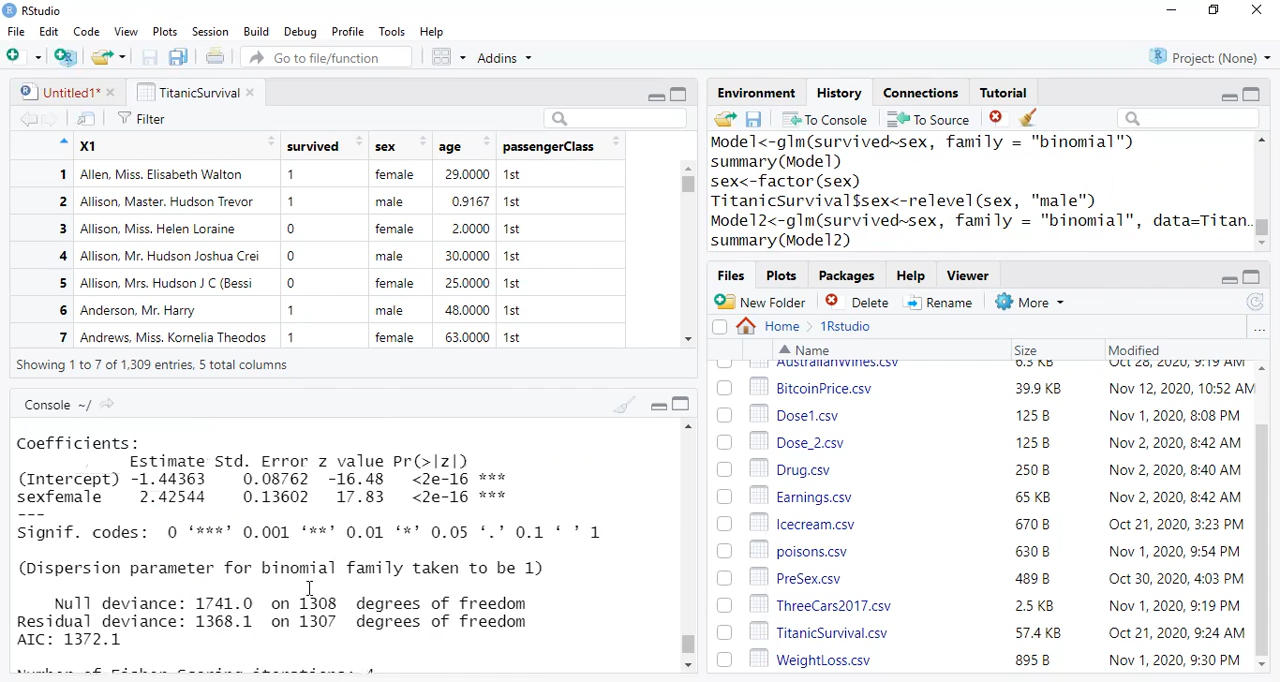 RStudio
File Edit Code View Plots Session Build Debug Profile Tools Help
Go to file/function Addins Project: (None)
Untitled1* TitanicSurvival
Filter
X1 survived sex age passengerClass
1 Allen, Miss. Elisabeth Walton 1 female 29.0000 1st
2 Allison, Master. Hudson Trevor 1 male 0.9167 1st
3 Allison, Miss. Helen Loraine 0 female 2.0000 1st
4 Allison, Mr. Hudson Joshua Crei 0 male 30.0000 1st
5 Allison, Mrs. Hudson J C (Bessi 0 female 25.0000 1st
6 Anderson, Mr. Harry 1 male 48.0000 1st
7 Andrews, Miss. Kornelia Theodos 1 female 63.0000 1st
Showing 1 to 7 of 1,309 entries, 5 total columns
Console ~/
Coefficients:
Estimate Std. Error z value Pr(>|z|)
(Intercept) -1.44363 0.08762 -16.48 <2e-16 ***
sexfemale 2.42544 0.13602 17.83 <2e-16 ***
---
Signif. codes: 0 ‘***’ 0.001 ‘**’ 0.01 ‘*’ 0.05 ‘.’ 0.1 ‘ ’ 1
(Dispersion parameter for binomial family taken to be 1)
Null deviance: 1741.0 on 1308 degrees of freedom
Residual deviance: 1368.1 on 1307 degrees of freedom
AIC: 1372.1
Number of Fisher Scoring iterations: 4
Environment History Connections Tutorial
To Console To Source
Model<-glm(survived~sex, family = "binomial")
summary(Model)
sex<-factor(sex)
TitanicSurvival$sex<-relevel(sex, "male")
Model2<-glm(survived~sex, family = "binomial", data=Titan...
summary(Model2)
Files Plots Packages Help Viewer
New Folder Delete Rename More
Home 1Rstudio ...
Name Size Modified
AustralianWines.csv 6.3 KB Oct 28, 2020, 9:19 AM
BitcoinPrice.csv 39.9 KB Nov 12, 2020, 10:52 AM
Dose1.csv 125 B Nov 1, 2020, 8:08 PM
Dose_2.csv 125 B Nov 2, 2020, 8:42 AM
Drug.csv 250 B Nov 2, 2020, 8:40 AM
Earnings.csv 65 KB Nov 2, 2020, 8:42 AM
Icecream.csv 670 B Oct 21, 2020, 3:23 PM
poisons.csv 630 B Nov 1, 2020, 9:54 PM
PreSex.csv 489 B Oct 30, 2020, 4:03 PM
ThreeCars2017.csv 2.5 KB Nov 1, 2020, 9:19 PM
TitanicSurvival.csv 57.4 KB Oct 21, 2020, 9:24 AM
WeightLoss.csv 895 B Nov 1, 2020, 9:30 PM